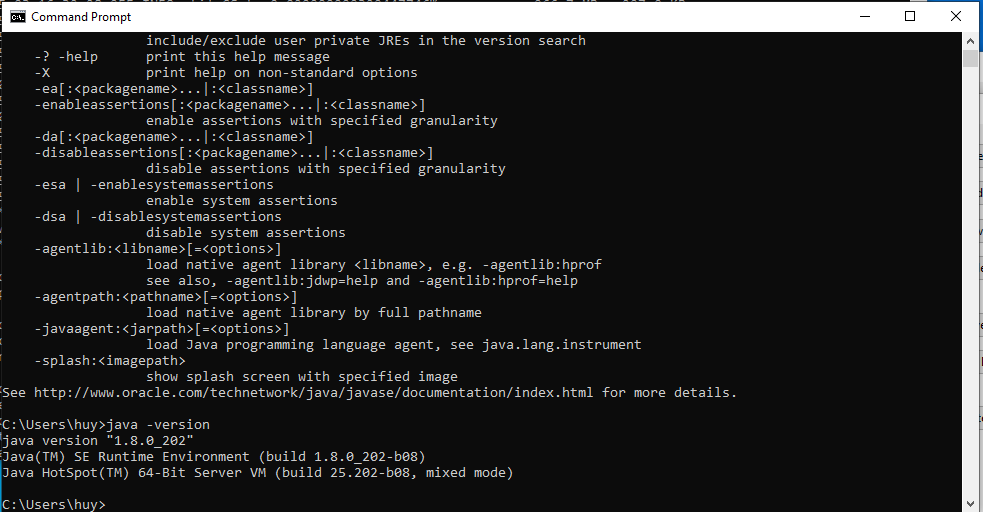 Command Prompt
include/exclude user private JREs in the version search
-? -help      print this help message
-X            print help on non-standard options
-ea[:<packagename>...|:<classname>]
-enableassertions[:<packagename>...|:<classname>]
              enable assertions with specified granularity
-da[:<packagename>...|:<classname>]
-disableassertions[:<packagename>...|:<classname>]
              disable assertions with specified granularity
-esa | -enablesystemassertions
              enable system assertions
-dsa | -disablesystemassertions
              disable system assertions
-agentlib:<libname>[=<options>]
              load native agent library <libname>, e.g. -agentlib:hprof
              see also, -agentlib:jdwp=help and -agentlib:hprof=help
-agentpath:<pathname>[=<options>]
              load native agent library by full pathname
-javaagent:<jarpath>[=<options>]
              load Java programming language agent, see java.lang.instrument
-splash:<imagepath>
              show splash screen with specified image
See http://www.oracle.com/technetwork/java/javase/documentation/index.html for more details.
C:\Users\huy>java -version
java version "1.8.0_202"
Java(TM) SE Runtime Environment (build 1.8.0_202-b08)
Java HotSpot(TM) 64-Bit Server VM (build 25.202-b08, mixed mode)
C:\Users\huy>